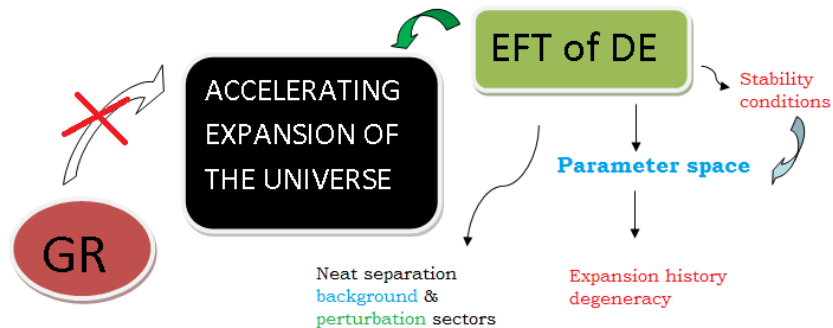 EFT of DE
ACCELERATING
EXPANSION OF
THE UNIVERSE
Stability
conditions
Parameter space
GR
Neat separation
background &
perturbation sectors
Expansion history
degeneracy